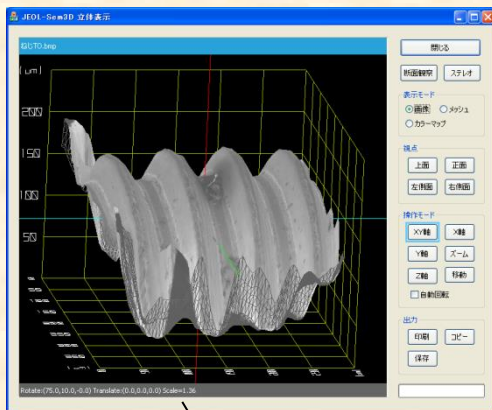 JEOL-Sem3D 立体表示
ねじT0.bmp
閉じる
断面観察 ステレオ
表示モード
画像 メッシュ
カラーマップ
視点
上面 正面
左側面 右側面
操作モード
XY軸 X軸
Y軸 ズーム
Z軸 移動
自動回転
出力
印刷 コピー
保存
[μm]
200
150
100
50
Rotate:(75.0,10.0,-0.0) Translate:(0.0,0.0,0.0) Scale=1.36